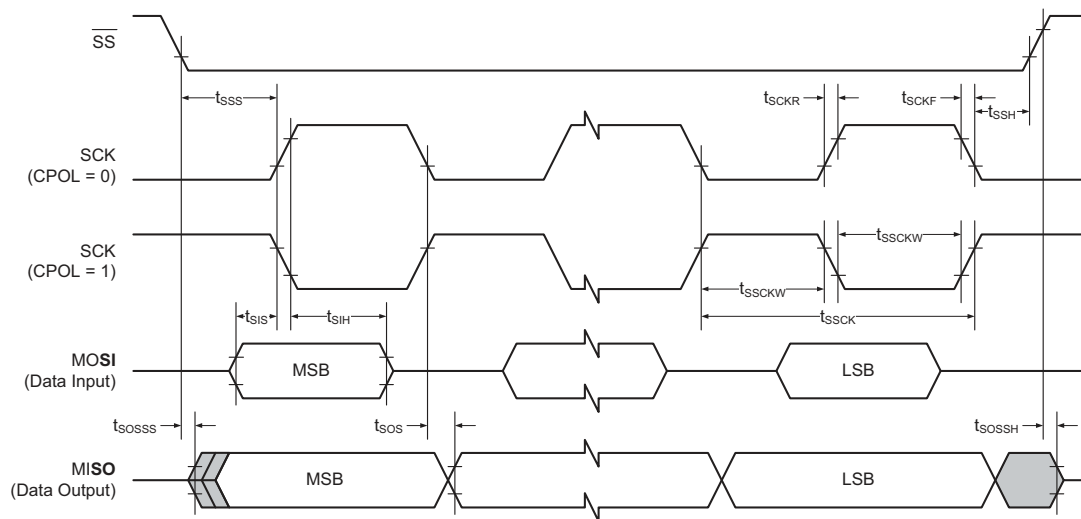 SS
tSSS
tSCKR
tSCKF
tSSH
SCK
(CPOL = 0)
SCK
(CPOL = 1)
tSSCKW
tSSCKW
tSSCK
tSIS
tSIH
MOSI
(Data Input)
MSB
LSB
tSOSSS
tSOS
tSOSSH
MISO
(Data Output)
MSB
LSB